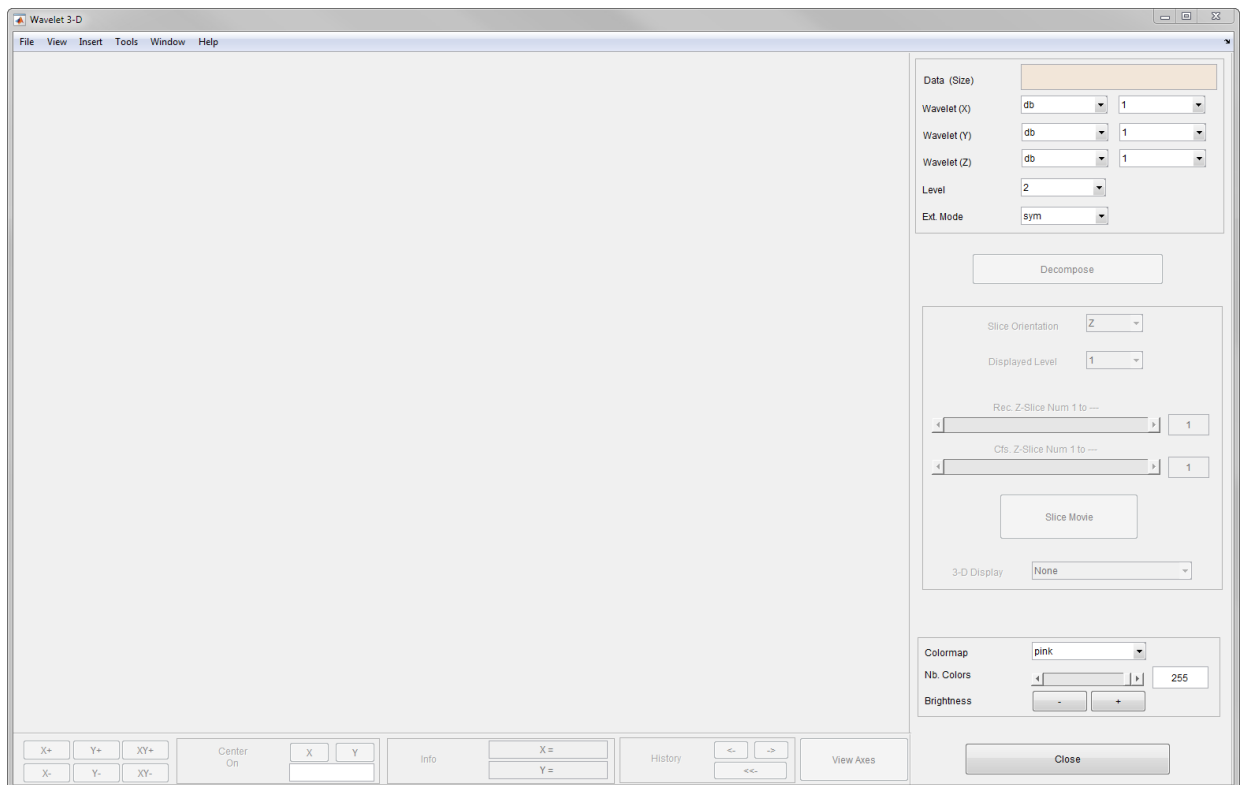 Wavelet 3-D
File View Insert Tools Window Help
Data (Size)
Wavelet (X) db 1
Wavelet (Y) db 1
Wavelet (Z) db 1
Level 2
Ext. Mode sym
Decompose
Slice Orientation Z
Displayed Level 1
Rec. Z-Slice Num 1 to ---
1
Cfs. Z-Slice Num 1 to ---
1
Slice Movie
3-D Display None
Colormap pink
Nb. Colors 255
Brightness - +
X+ Y+ XY+
X- Y- XY-
Center
On
X Y
Info
X =
Y =
History
<- ->
<<-
View Axes
Close